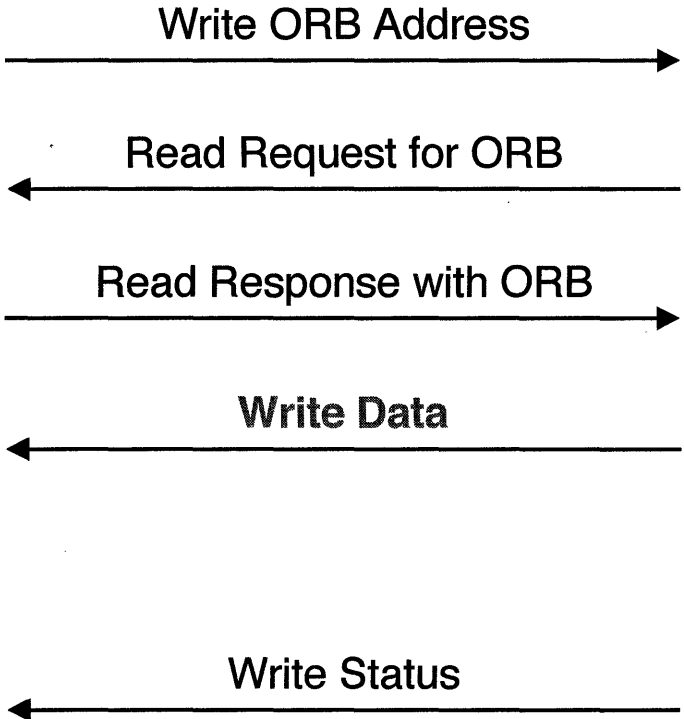 Write ORB Address
Read Request for ORB
Read Response with ORB
Write Data
Write Status